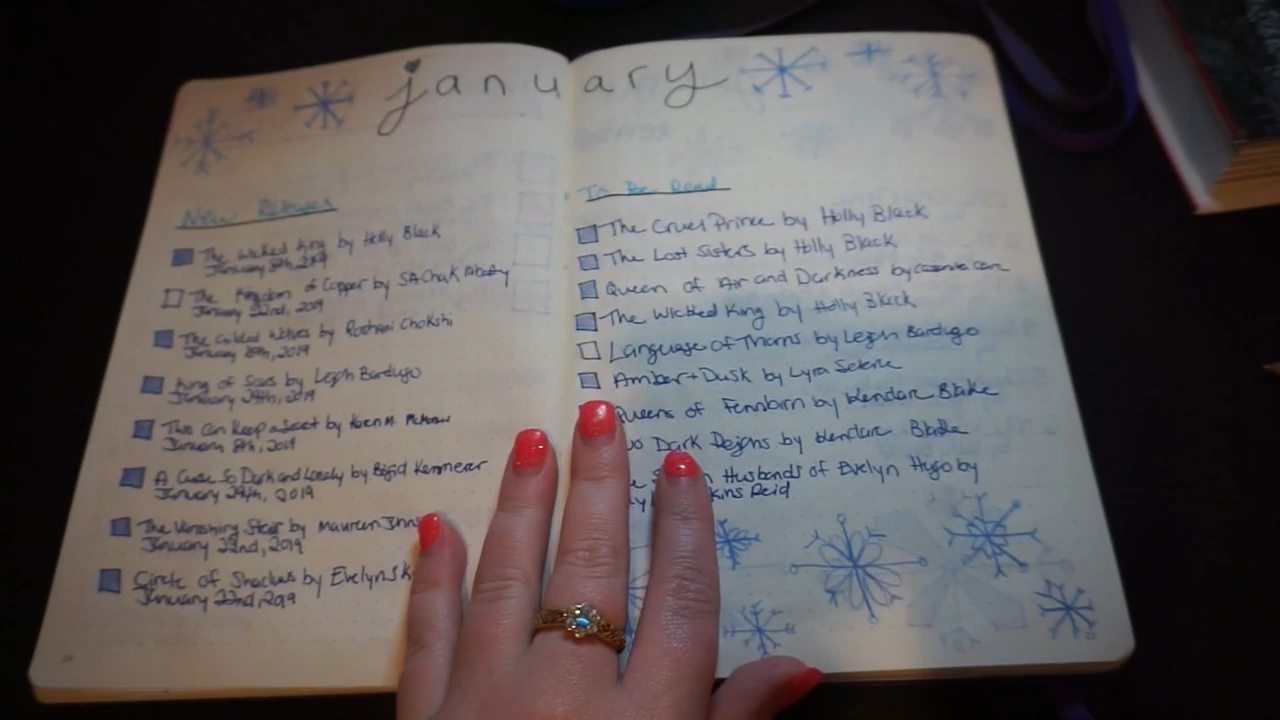 january
New Releases
The Wicked King by Holly Black
January 8th, 2019
The Kingdom of Copper by SA Chak
January 22nd, 2019
The Gilded Wolves by Roshani Chokshi
January 15th, 2019
King of Scars by Leigh Bardugo
January 29th, 2019
Two can Keep a Secret by Karen M. McManus
January 8th, 2019
A Curse So Dark and Lonely by Brigid Kemmerer
January 29th, 2019
The Vanishing Stair by Maureen Johns
January 22nd, 2019
Circle of Shadows by Evelyn Sk
January 22nd, 2019
To Be Read
The Cruel Prince by Holly Black
The Lost Sisters by Holly Black
Queen of Air and Darkness by Cassandra Clare
The Wicked King by Holly Black
Language of Thorns by Leigh Bardugo
Amber + Dusk by Lyra Selene
Queens of Fennbirn by Kendare Blake
wo Dark Reigns by Kendare Blake
e S n Husbands of Evelyn Hugo by
y kins Reid